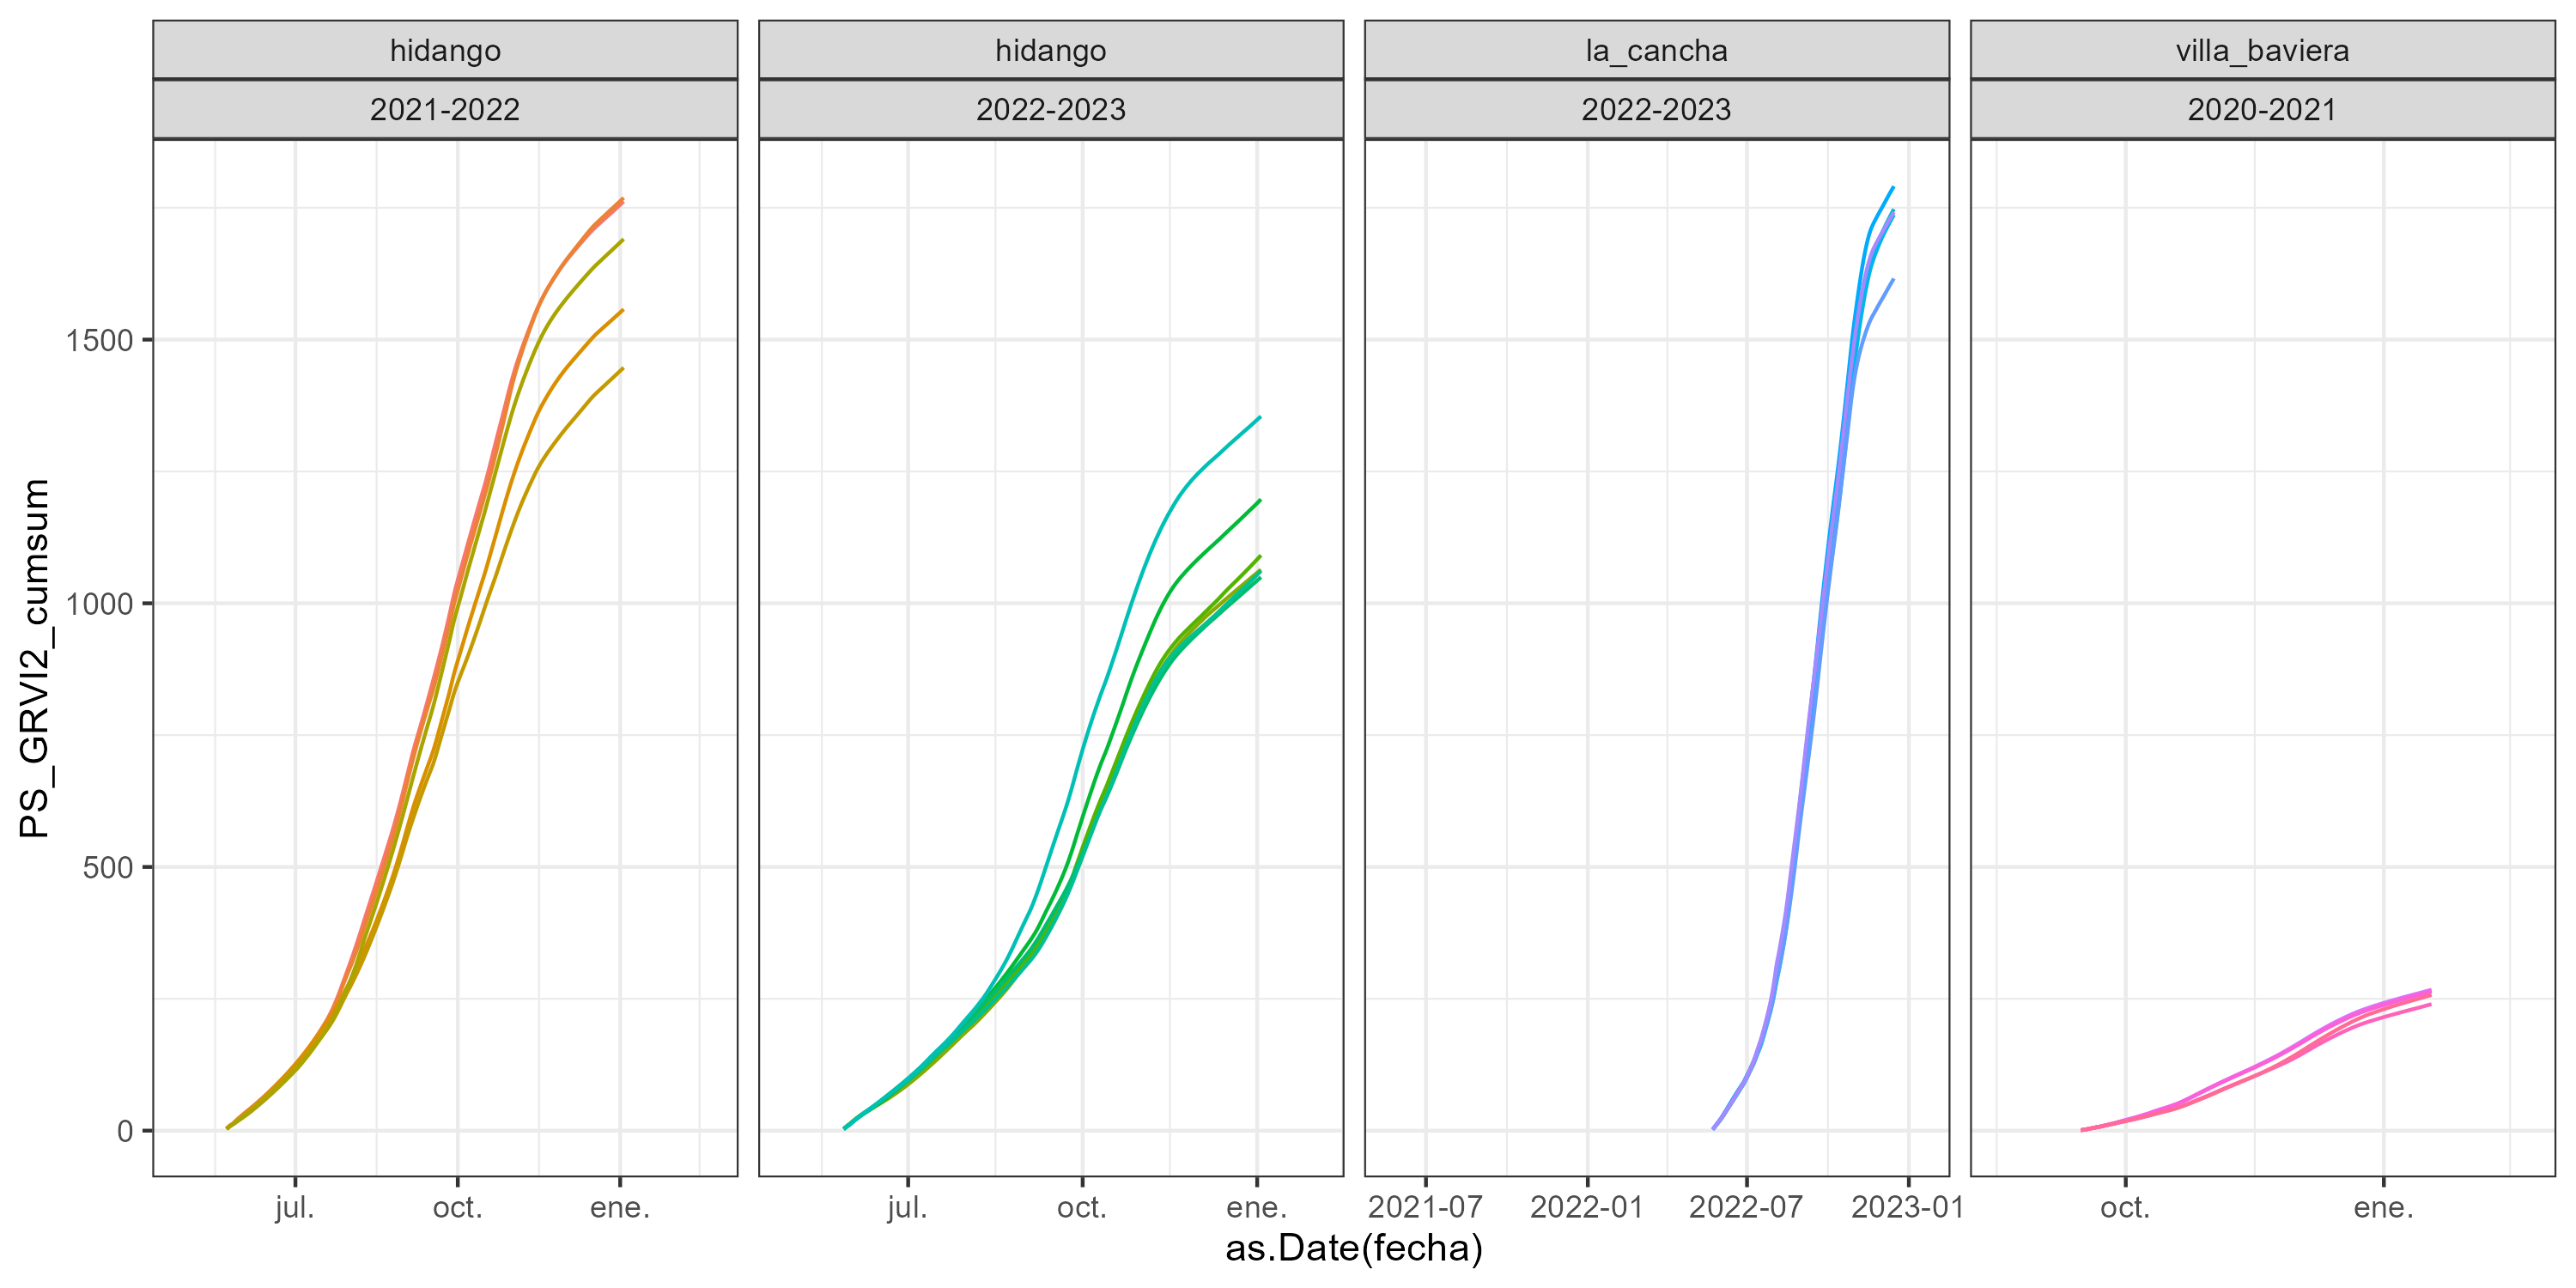 hidango
hidango
la_cancha
villa_baviera
2021-2022
2022-2023
2022-2023
2020-2021
PS_GRVI2_cumsum
1500
1000
500
0
jul. oct. ene.
jul. oct. ene.
2021-07 2022-01 2022-07 2023-01
oct. ene.
as.Date(fecha)